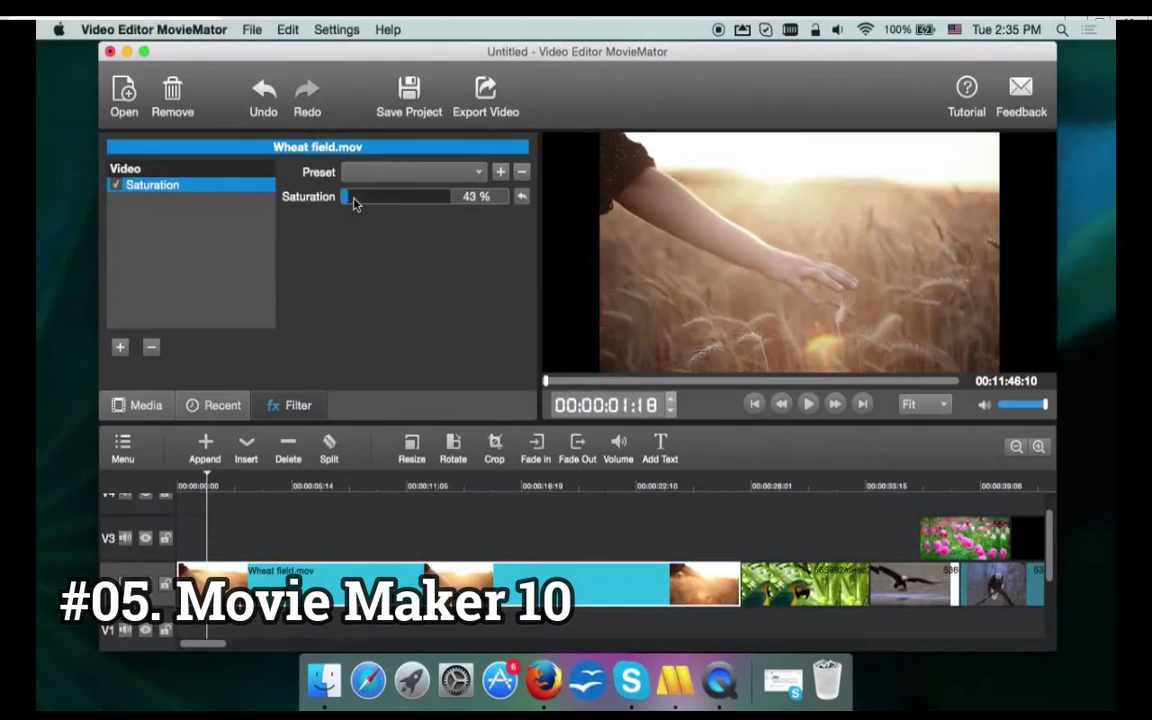 Video Editor MovieMator File Edit Settings Help 100% Tue 2:35 PM
Untitled - Video Editor MovieMator
Open Remove Undo Redo Save Project Export Video Tutorial Feedback
Wheat field.mov
Video
Saturation
Preset
Saturation 43 %
00:11:46:10
Media Recent fx Filter
00:00:01:18
Fit
Menu Append Insert Delete Split Resize Rotate Crop Fade In Fade Out Volume Add Text
00:00:00:00 00:00:05:14 00:00:11:05 00:00:16:19 00:00:22:10 00:00:28:01 00:00:33:15 00:00:39:06
V3
Wheat field.mov
#05. Movie Maker 10
V1
6